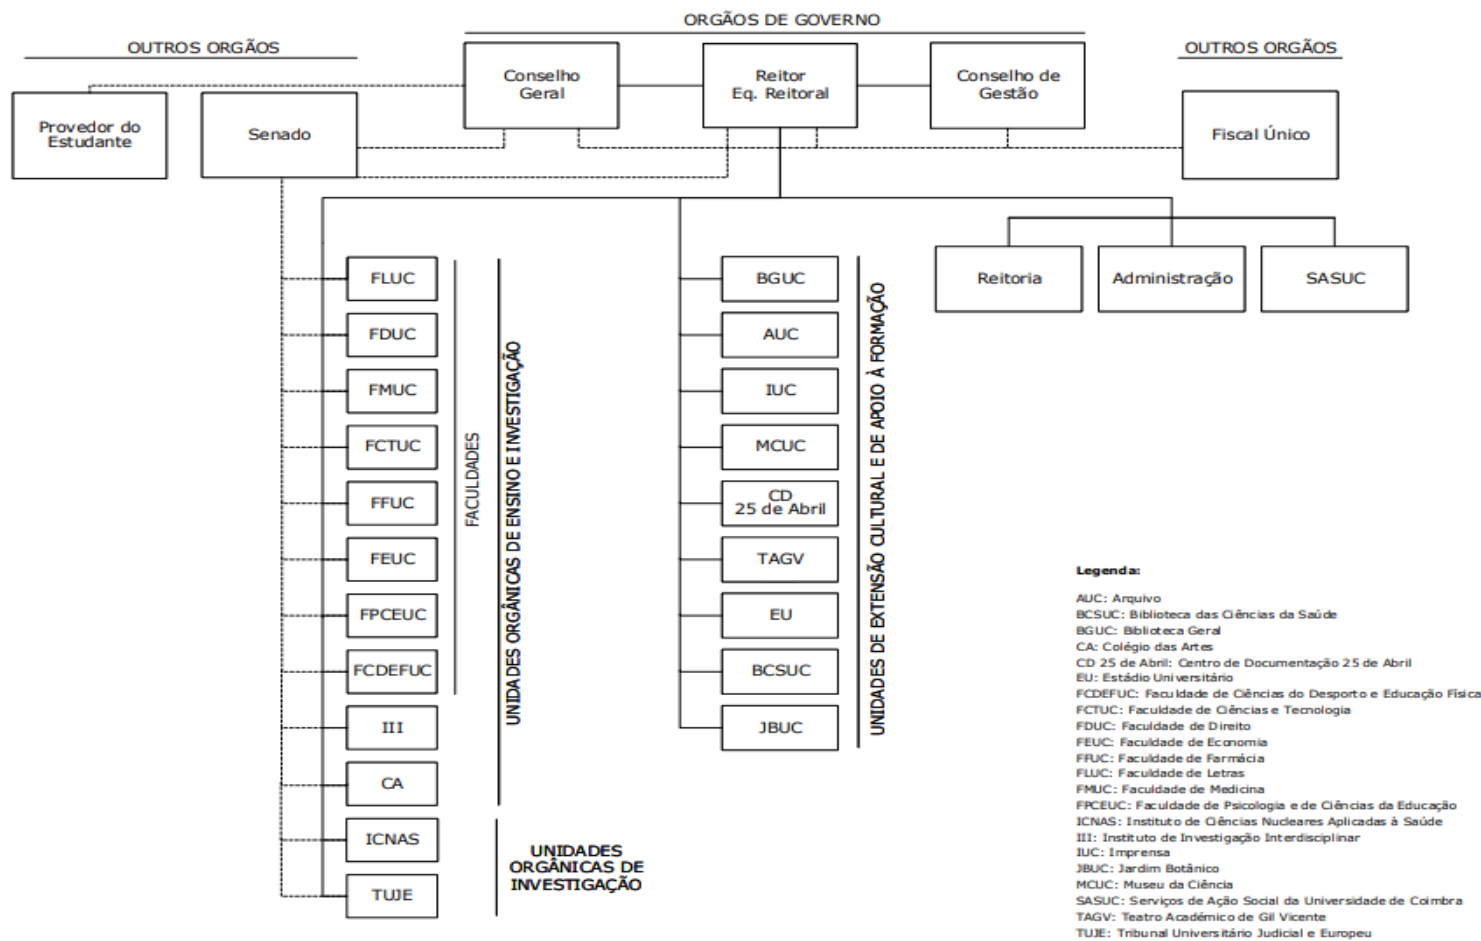 ORGÃOS DE GOVERNO
OUTROS ORGÃOS
OUTROS ORGÃOS
Conselho
Geral
Reitor
Eq. Reitoral
Conselho de
Gestão
Provedor do
Estudante
Senado
Fiscal Único
Reitoria
Administração
SASUC
FLUC
FDUC
FMUC
FCTUC
FFUC
FEUC
FPCEUC
FCDEFUC
III
CA
ICNAS
TUJE
FACULDADES
UNIDADES ORGÂNICAS DE ENSINO E INVESTIGAÇÃO
UNIDADES
ORGÂNICAS DE
INVESTIGAÇÃO
BGUC
AUC
IUC
MCUC
CD
25 de Abril
TAGV
EU
BCSUC
JBUC
UNIDADES DE EXTENSÃO CULTURAL E DE APOIO À FORMAÇÃO
Legenda:
AUC: Arquivo
BCSUC: Biblioteca das Ciências da Saúde
BGUC: Biblioteca Geral
CA: Colégio das Artes
CD 25 de Abril: Centro de Documentação 25 de Abril
EU: Estádio Universitário
FCDEFUC: Faculdade de Ciências do Desporto e Educação Física
FCTUC: Faculdade de Ciências e Tecnologia
FDUC: Faculdade de Direito
FEUC: Faculdade de Economia
FFUC: Faculdade de Farmácia
FLUC: Faculdade de Letras
FMUC: Faculdade de Medicina
FPCEUC: Faculdade de Psicologia e de Ciências da Educação
ICNAS: Instituto de Ciências Nucleares Aplicadas à Saúde
III: Instituto de Investigação Interdisciplinar
IUC: Imprensa
JBUC: Jardim Botânico
MCUC: Museu da Ciência
SASUC: Serviços de Ação Social da Universidade de Coimbra
TAGV: Teatro Académico de Gil Vicente
TUJE: Tribunal Universitário Judicial e Europeu